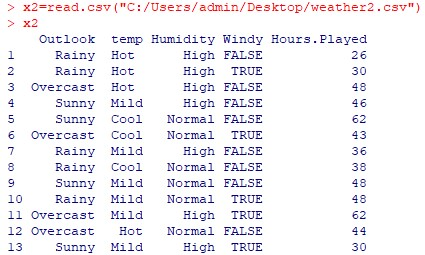 > x2=read.csv("C:/Users/admin/Desktop/weather2.csv")
> x2
    Outlook  temp Humidity Windy Hours.Played
1     Rainy   Hot     High FALSE           26
2     Rainy   Hot     High  TRUE           30
3  Overcast   Hot     High FALSE           48
4     Sunny  Mild     High FALSE           46
5     Sunny  Cool   Normal FALSE           62
6  Overcast  Cool   Normal  TRUE           43
7     Rainy  Mild     High FALSE           36
8     Rainy  Cool   Normal FALSE           38
9     Sunny  Mild   Normal FALSE           48
10    Rainy  Mild   Normal  TRUE           48
11 Overcast  Mild     High  TRUE           62
12 Overcast   Hot   Normal FALSE           44
13    Sunny  Mild     High  TRUE           30